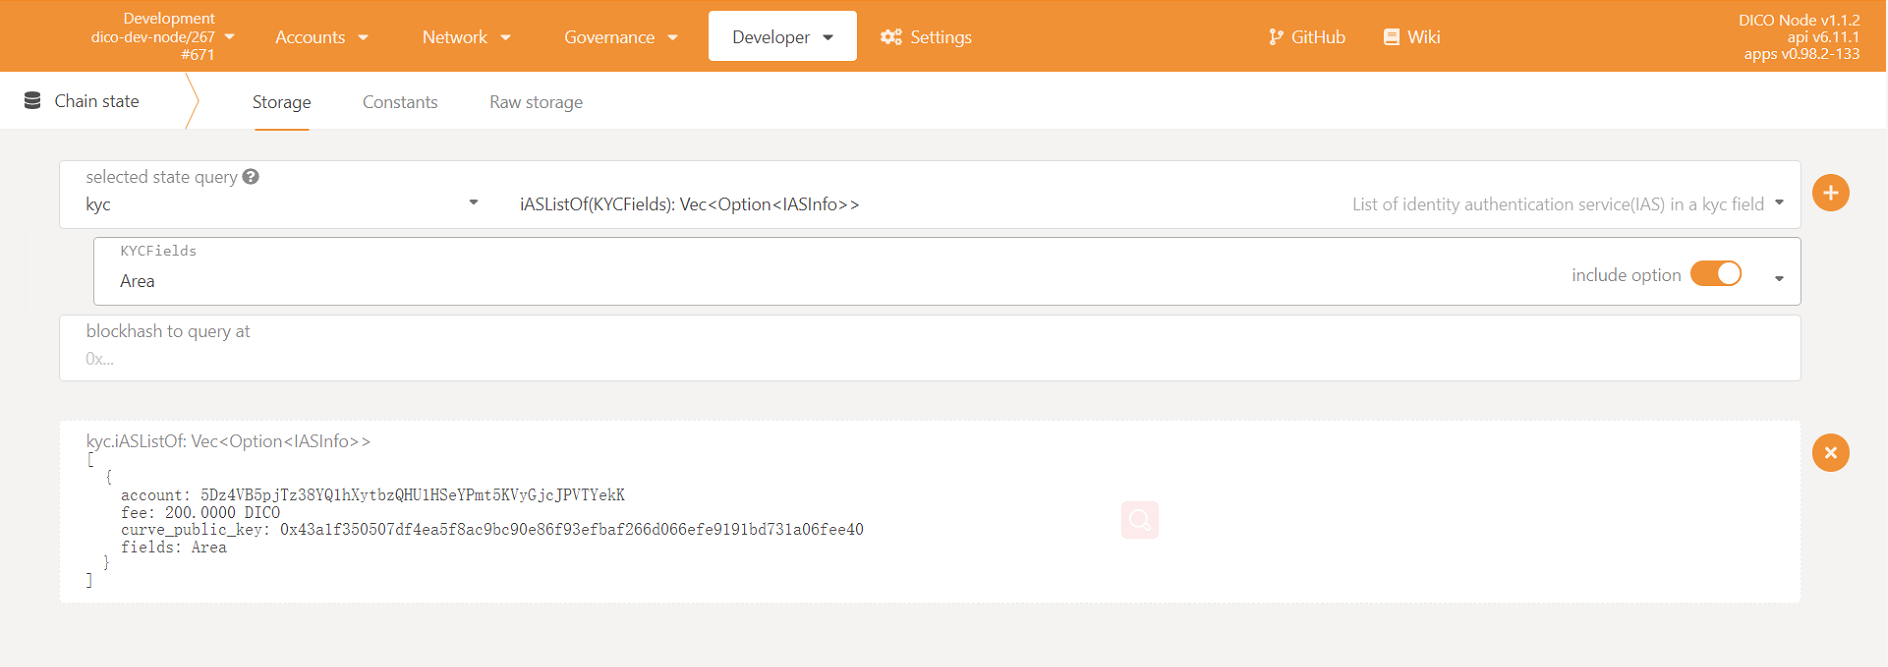 Development
dico-dev-node/267
#671
Accounts
Network
Governance
Developer
Settings
GitHub
Wiki
DICO Node v1.1.2
api v6.11.1
apps v0.98.2-133
Chain state
Storage
Constants
Raw storage
selected state query
kyc
iASListOf(KYCFields): Vec<Option<IASInfo>>
List of identity authentication service(IAS) in a kyc field
KYCFields
Area
include option
blockhash to query at
0x...
kyc.iASListOf: Vec<Option<IASInfo>>
[
{
account: 5Dz4VB5pjTz38YQ1hXytbzQHU1HSeYPmt5KVyGjcJPVTYekK
fee: 200.0000 DICO
curve_public_key: 0x43a1f350507df4ea5f8ac9bc90e86f93efbaf266d066efe9191bd731a06fee40
fields: Area
}
]